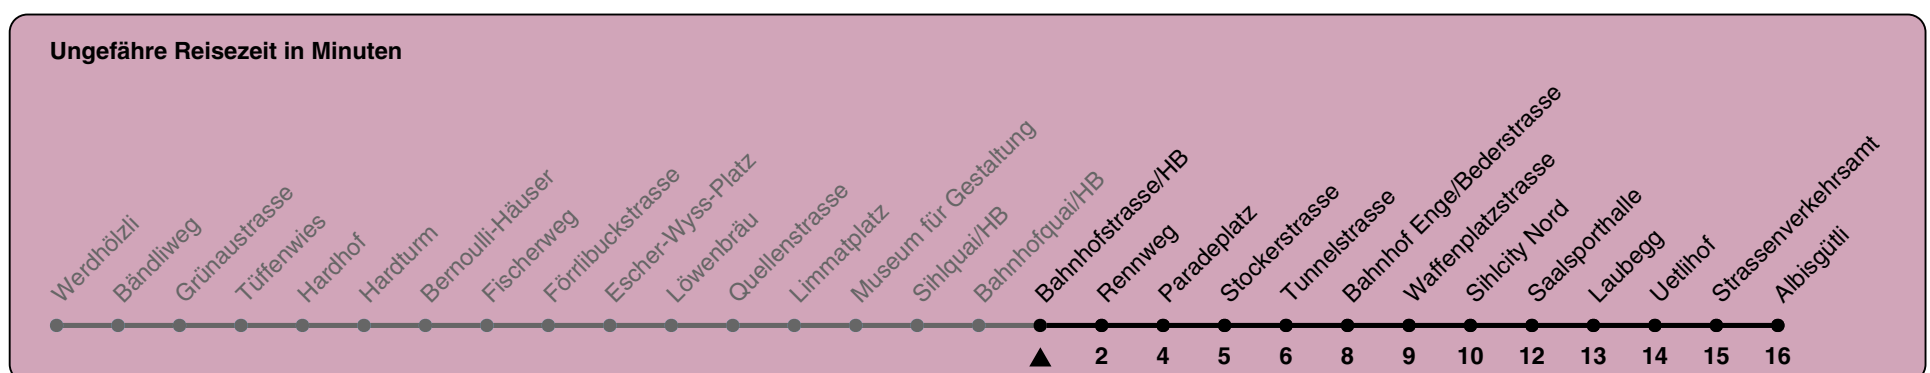 Ungefähre Reisezeit in Minuten
Werdhölzli
Bändliweg
Grünaustrasse
Tüffenwies
Hardhof
Hardturm
Bernoulli-Häuser
Fischerweg
Förrlibuckstrasse
Escher-Wyss-Platz
Löwenbräu
Quellenstrasse
Limmatplatz
Museum für Gestaltung
Sihlquai/HB
Bahnhofquai/HB
Bahnhofstrasse/HB
Rennweg
Paradeplatz
Stockerstrasse
Tunnelstrasse
Bahnhof Enge/Bederstrasse
Waffenplatzstrasse
Sihlcity Nord
Saalsporthalle
Laubegg
Uetlihof
Strassenverkehrsamt
Albisgütli
2 4 5 6 8 9 10 12 13 14 15 16